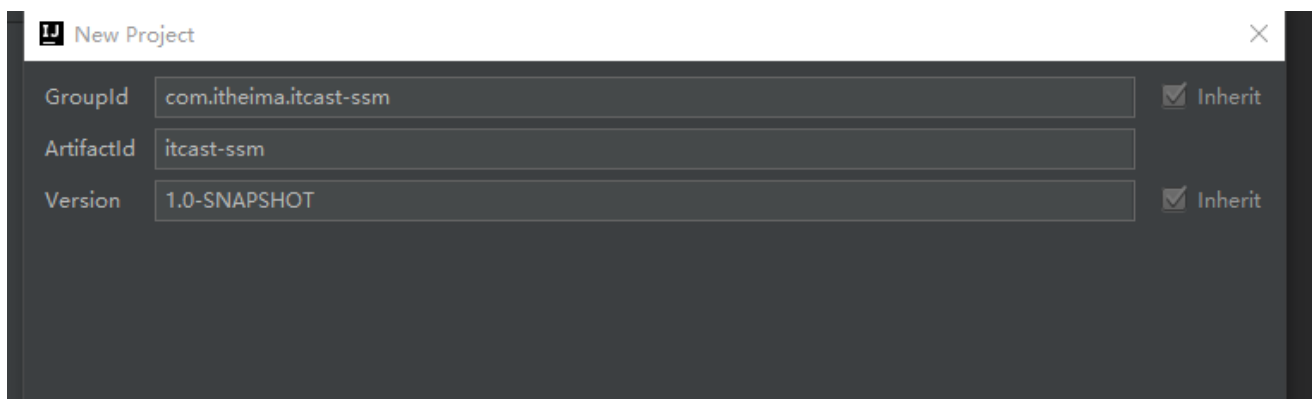 IJ New Project
GroupId com.itheima.itcast-ssm Inherit
ArtifactId itcast-ssm
Version 1.0-SNAPSHOT Inherit